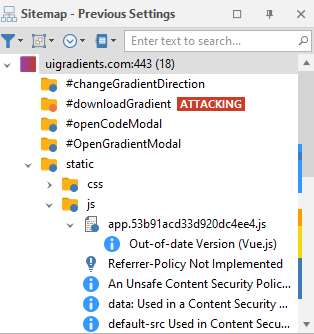 Sitemap - Previous Settings
Enter text to search...
uigradients.com:443 (18)
#changeGradientDirection
#downloadGradient ATTACKING
#openCodeModal
#OpenGradientModal
static
css
js
app.53b91acd33d920dc4ee4.js
Out-of-date Version (Vue.js)
Referrer-Policy Not Implemented
An Unsafe Content Security Polic...
data: Used in a Content Security ...
default-src Used in Content Secu...